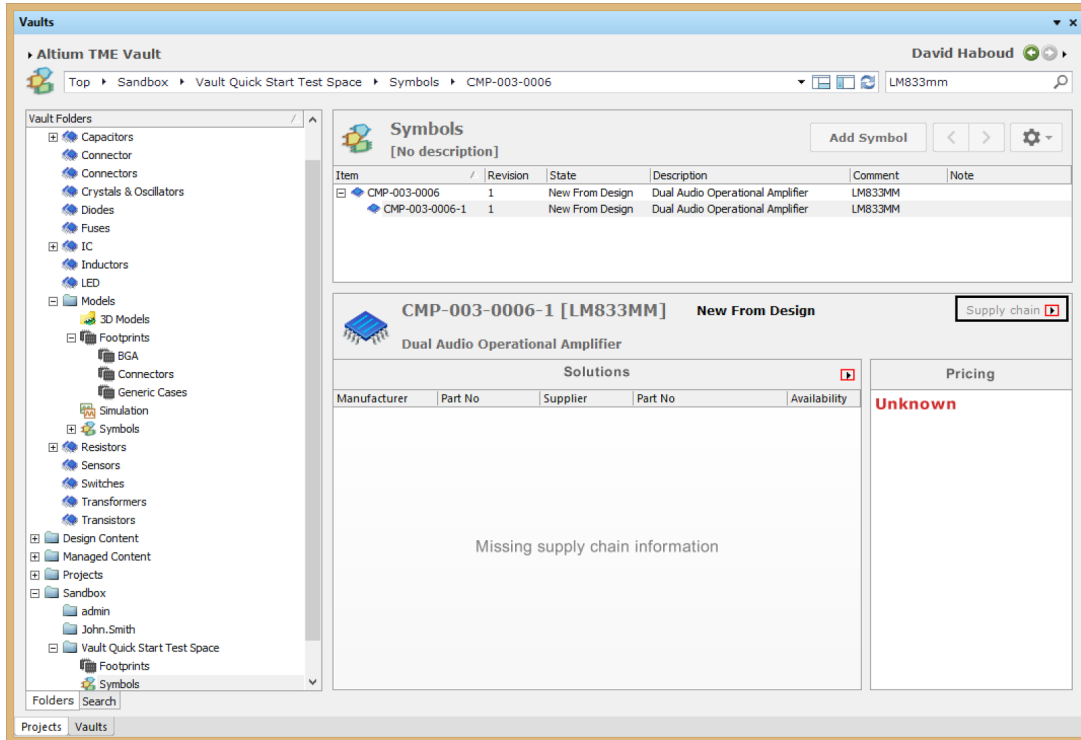 Vaults
Altium TME Vault
David Haboud
Top Sandbox Vault Quick Start Test Space Symbols CMP-003-0006
LM833mm
Vault Folders
Capacitors
Connector
Connectors
Crystals & Oscillators
Diodes
Fuses
IC
Inductors
LED
Models
3D Models
Footprints
BGA
Connectors
Generic Cases
Simulation
Symbols
Resistors
Sensors
Switches
Transformers
Transistors
Design Content
Managed Content
Projects
Sandbox
admin
John.Smith
Vault Quick Start Test Space
Footprints
Symbols
Folders Search
Projects Vaults
Symbols
[No description]
Add Symbol
Item Revision State Description Comment Note
CMP-003-0006 1 New From Design Dual Audio Operational Amplifier LM833MM
CMP-003-0006-1 1 New From Design Dual Audio Operational Amplifier LM833MM
CMP-003-0006-1 [LM833MM] New From Design
Supply chain
Dual Audio Operational Amplifier
Solutions
Manufacturer Part No Supplier Part No Availability
Missing supply chain information
Pricing
Unknown